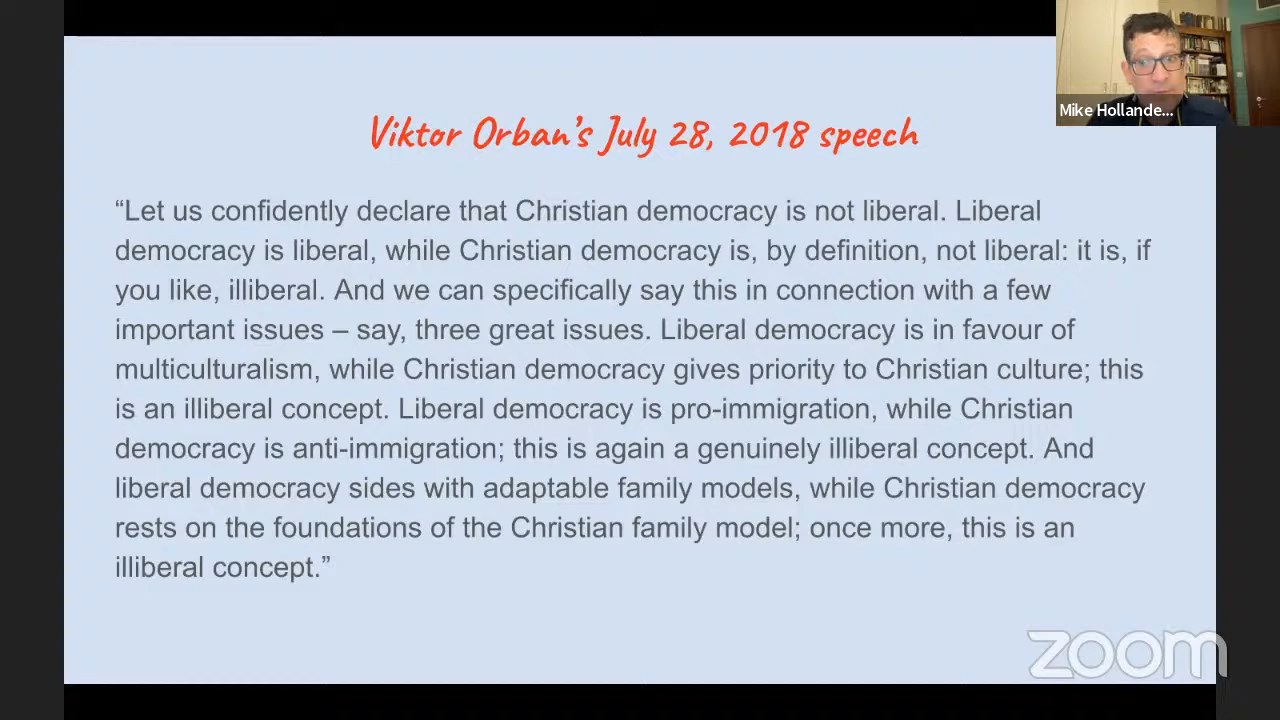 Mike Hollande...
Viktor Orban's July 28, 2018 speech
“Let us confidently declare that Christian democracy is not liberal. Liberal
democracy is liberal, while Christian democracy is, by definition, not liberal: it is, if
you like, illiberal. And we can specifically say this in connection with a few
important issues – say, three great issues. Liberal democracy is in favour of
multiculturalism, while Christian democracy gives priority to Christian culture; this
is an illiberal concept. Liberal democracy is pro-immigration, while Christian
democracy is anti-immigration; this is again a genuinely illiberal concept. And
liberal democracy sides with adaptable family models, while Christian democracy
rests on the foundations of the Christian family model; once more, this is an
illiberal concept.”
zoom